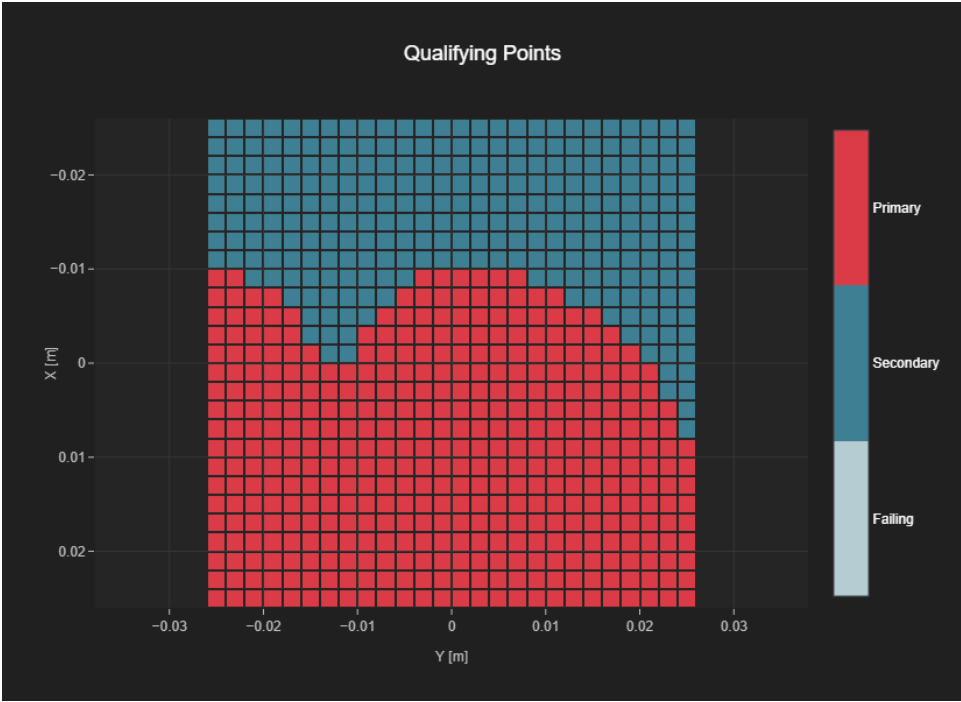 Qualifying Points
−0.02
−0.01
0
0.01
0.02
X [m]
−0.03
−0.02
−0.01
0
0.01
0.02
0.03
Y [m]
Primary
Secondary
Failing